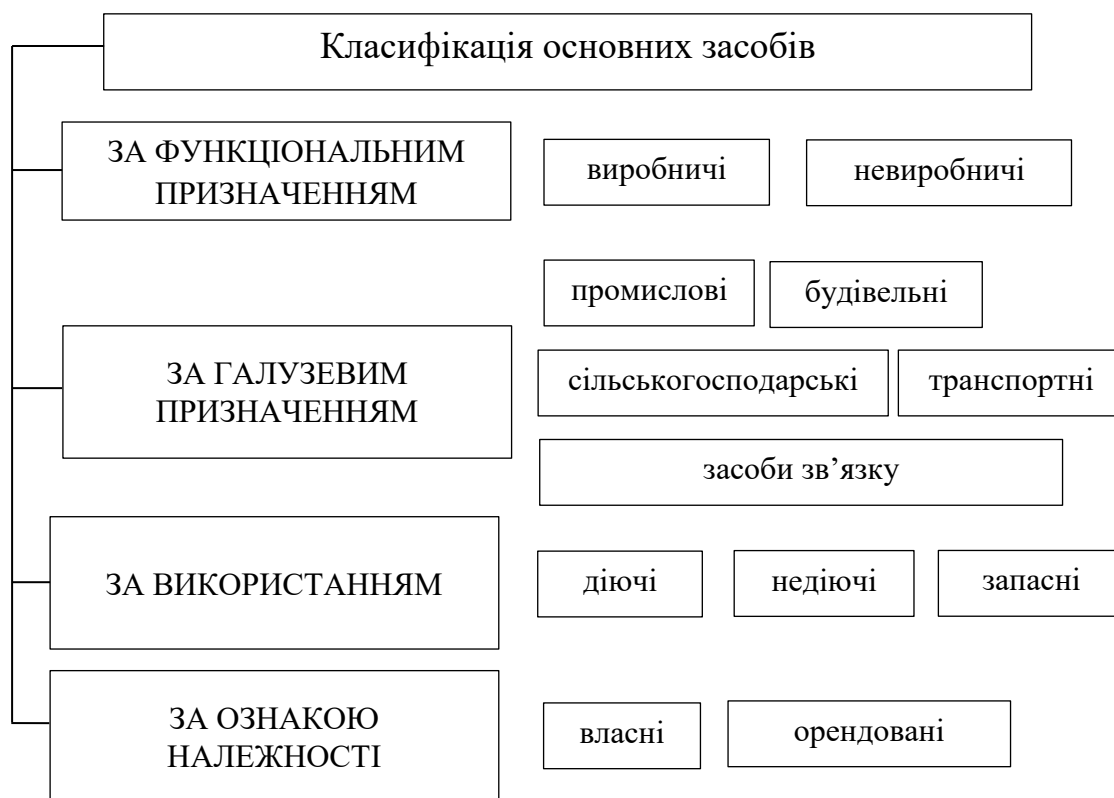 Класифікація основних засобів
ЗА ФУНКЦІОНАЛЬНИМ
ПРИЗНАЧЕННЯМ
виробничі
невиробничі
промислові
будівельні
ЗА ГАЛУЗЕВИМ
ПРИЗНАЧЕННЯМ
сільськогосподарські
транспортні
засоби зв’язку
ЗА ВИКОРИСТАННЯМ
діючі
недіючі
запасні
ЗА ОЗНАКОЮ
НАЛЕЖНОСТІ
власні
орендовані